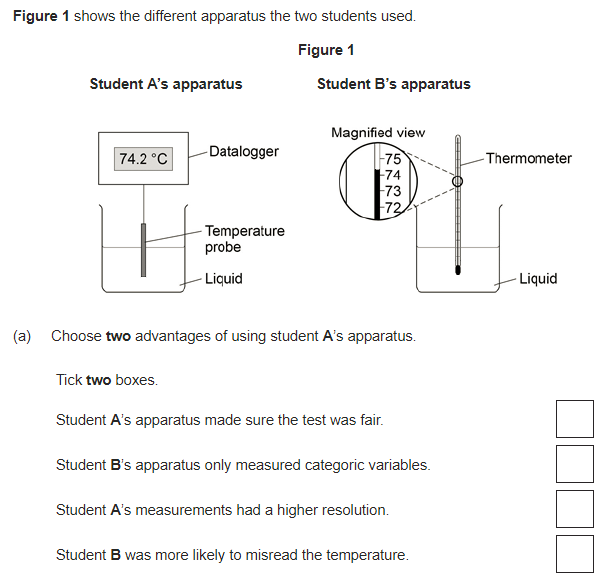 Figure 1 shows the different apparatus the two students used.
Figure 1
Student A’s apparatus
Student B’s apparatus
74.2 °C
Datalogger
Temperature
probe
Liquid
Magnified view
75
74
73
72
Thermometer
Liquid
(a) Choose two advantages of using student A’s apparatus.
Tick two boxes.
Student A’s apparatus made sure the test was fair.
Student B’s apparatus only measured categoric variables.
Student A’s measurements had a higher resolution.
Student B was more likely to misread the temperature.